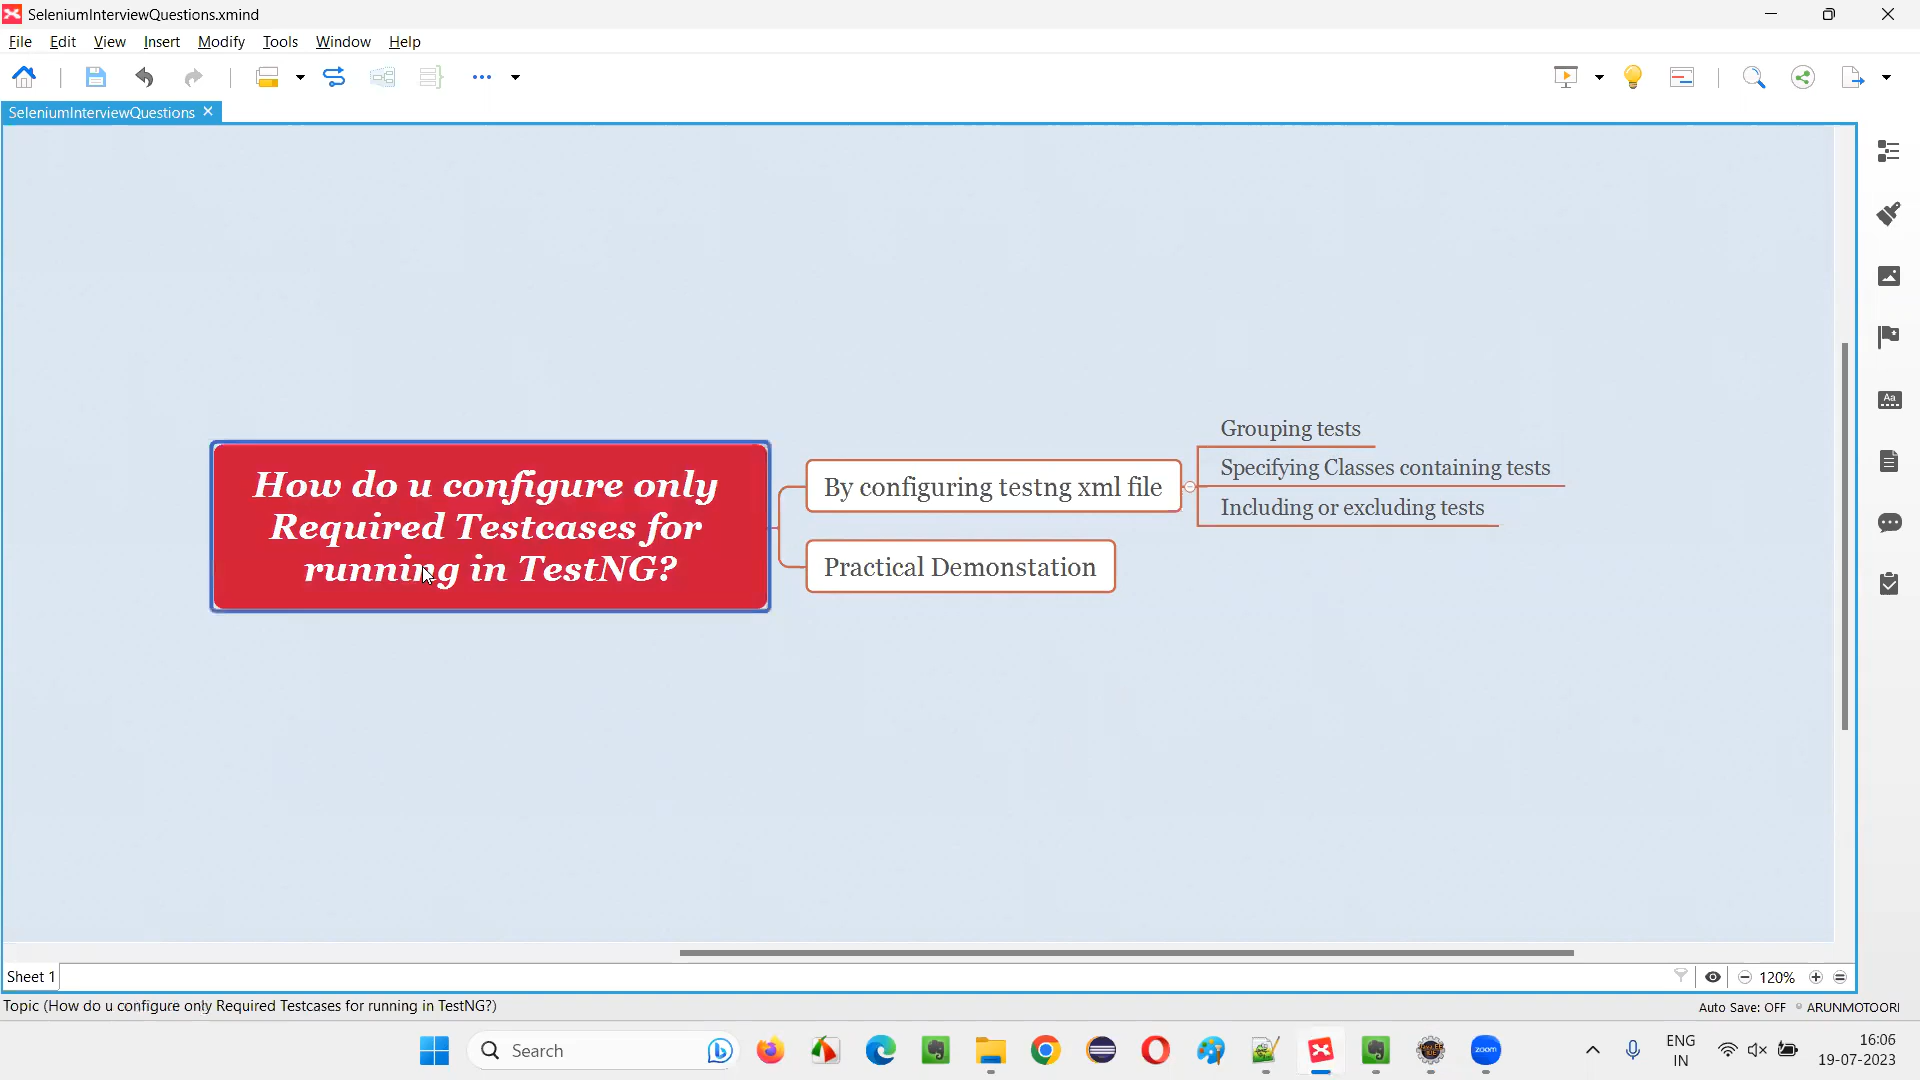 SeleniumInterviewQuestions.xmind
File Edit View Insert Modify Tools Window Help
SeleniumInterviewQuestions
How do u configure only
Required Testcases for
running in TestNG?
By configuring testng xml file
Grouping tests
Specifying Classes containing tests
Including or excluding tests
Practical Demonstation
Aa
Sheet 1
120%
Topic (How do u configure only Required Testcases for running in TestNG?)
Auto Save: OFF
ARUNMOTOORI
Search
zoom
ENG
IN
16:06
19-07-2023